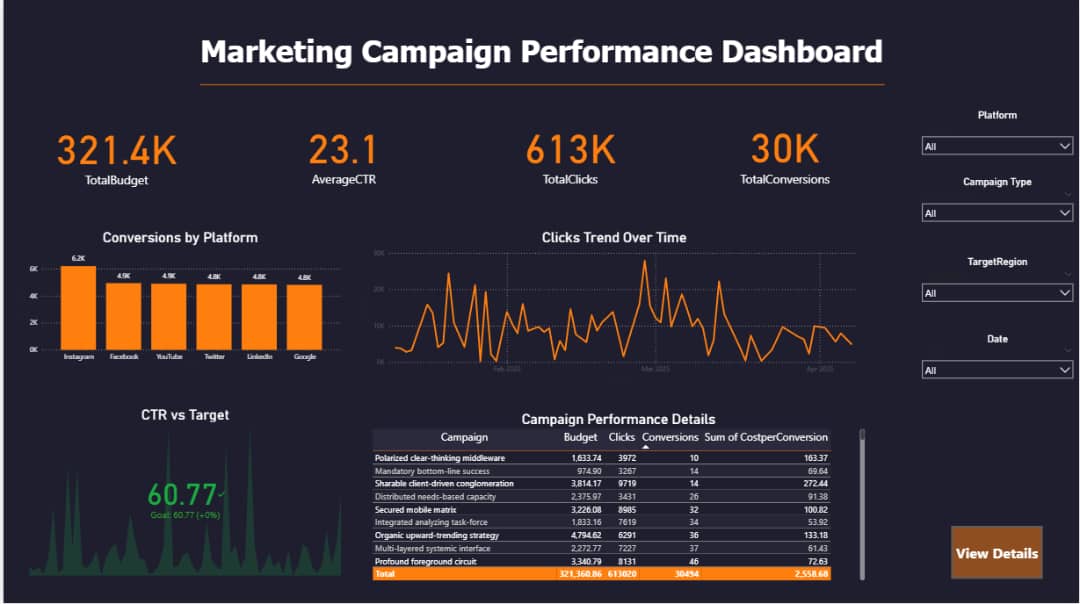 Marketing Campaign Performance Dashboard
321.4K
TotalBudget
23.1
AverageCTR
613K
TotalClicks
30K
TotalConversions
Platform
All
Campaign Type
All
TargetRegion
All
Date
All
Conversions by Platform
6K
4K
2K
0K
6.2K
4.9K
4.9K
4.8K
4.8K
4.8K
Instagram
Facebook
YouTube
Twitter
LinkedIn
Google
Clicks Trend Over Time
30K
20K
10K
0K
Feb 2025
Mar 2025
Apr 2025
CTR vs Target
60.77
Goal: 60.77 (+0%)
Campaign Performance Details
Campaign Budget Clicks Conversions Sum of CostperConversion
Polarized clear-thinking middleware 1,633.74 3972 10 163.37
Mandatory bottom-line success 974.90 3267 14 69.64
Sharable client-driven conglomeration 3,814.17 9719 14 272.44
Distributed needs-based capacity 2,375.97 3431 26 91.38
Secured mobile matrix 3,226.08 8985 32 100.82
Integrated analyzing task-force 1,833.16 7619 34 53.92
Organic upward-trending strategy 4,794.62 6291 36 133.18
Multi-layered systemic interface 2,272.77 7227 37 61.43
Profound foreground circuit 3,340.79 8131 46 72.63
Total 321,360.86 613020 30494 2,558.68
View Details